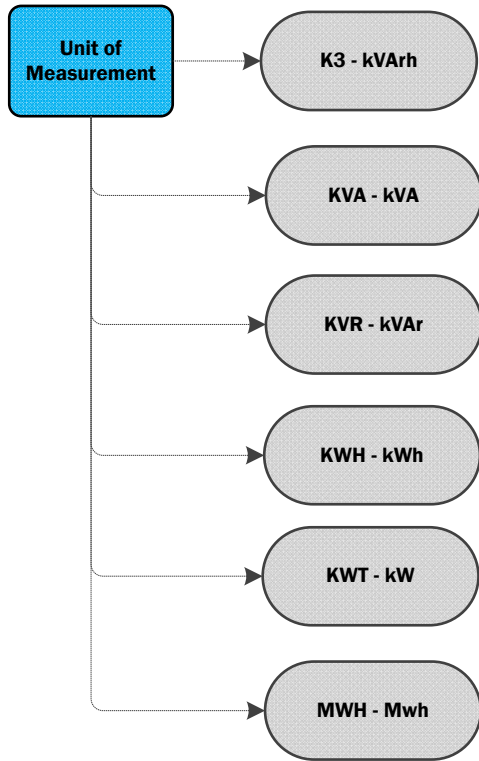 Unit of
Measurement
K3 - kVArh
KVA - kVA
KVR - kVAr
KWH - kWh
KWT - kW
MWH - Mwh